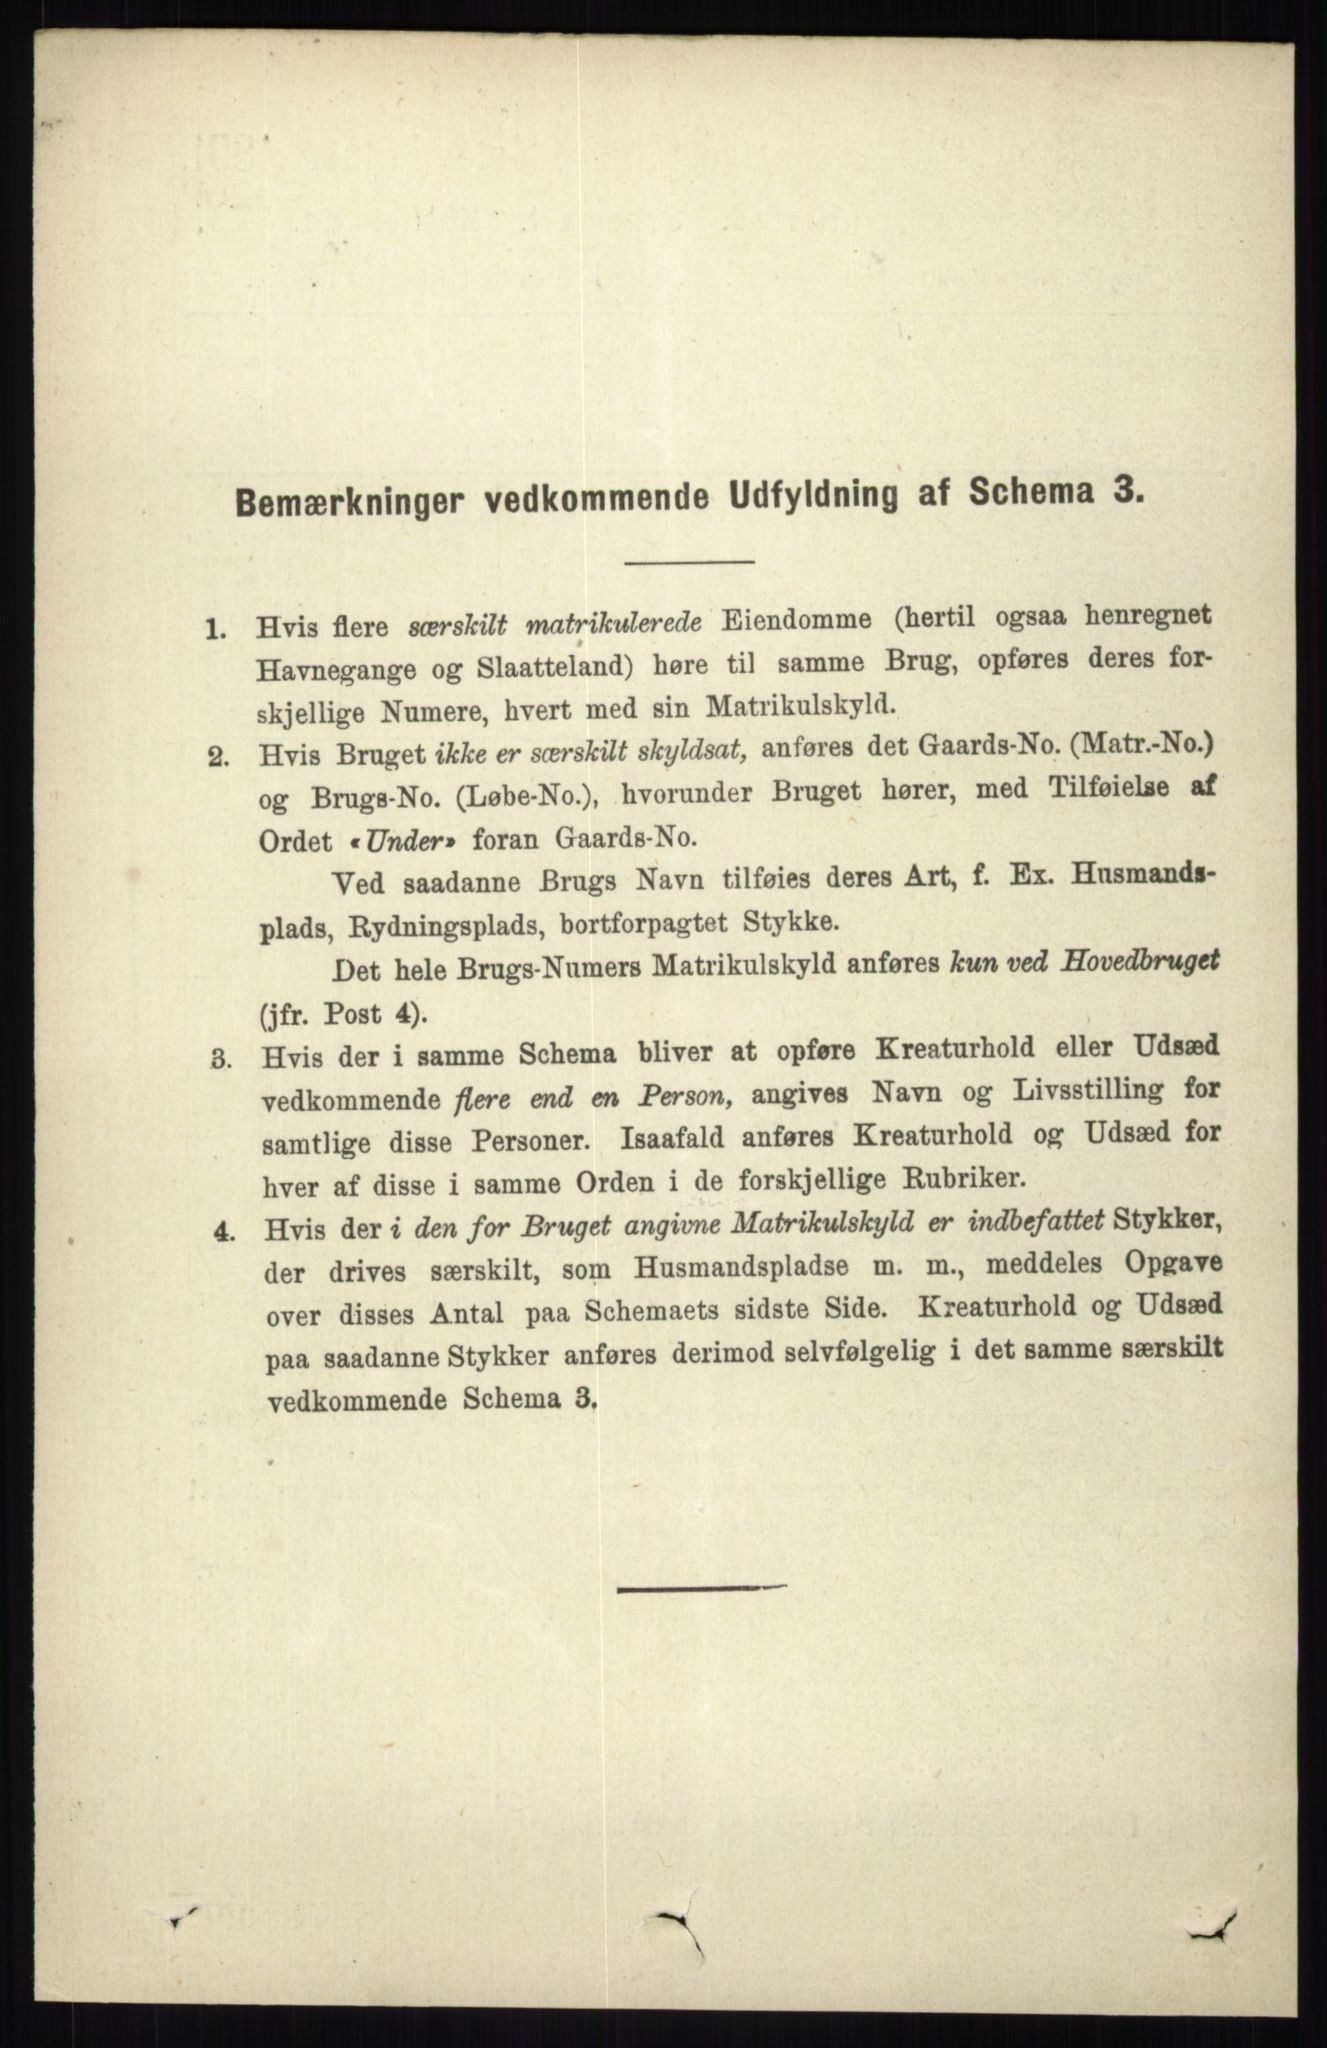 Bemærkninger vedkommende Udfyldning af Schema 3.
1. Hvis flere særskilt matrikulerede Eiendomme (hertil ogsaa henregnet
Havnegange og Slaatteland) høre til samme Brug, opføres deres for-
skjellige Numere, hvert med sin Matrikulskyld.
2. Hvis Bruget ikke er særskilt skyldsat, anføres det Gaards-No. (Matr.-No.)
og Brugs-No. (Løbe-No.), hvorunder Bruget hører, med Tilføielse af
Ordet «Under» foran Gaards-No.
Ved saadanne Brugs Navn tilføies deres Art, f. Ex. Husmands-
plads, Rydningsplads, bortforpagtet Stykke.
Det hele Brugs-Numers Matrikulskyld anføres kun ved Hovedbruget
(jfr. Post 4).
3. Hvis der i samme Schema bliver at opføre Kreaturhold eller Udsæd
vedkommende flere end en Person, angives Navn og Livsstilling for
samtlige disse Personer. Isaafald anføres Kreaturhold og Udsæd for
hver af disse i samme Orden i de forskjellige Rubriker.
4. Hvis der i den for Bruget angivne Matrikulskyld er indbefattet Stykker,
der drives særskilt, som Husmandspladse m. m., meddeles Opgave
over disses Antal paa Schemaets sidste Side. Kreaturhold og Udsæd
paa saadanne Stykker anføres derimod selvfølgelig i det samme særskilt
vedkommende Schema 3.